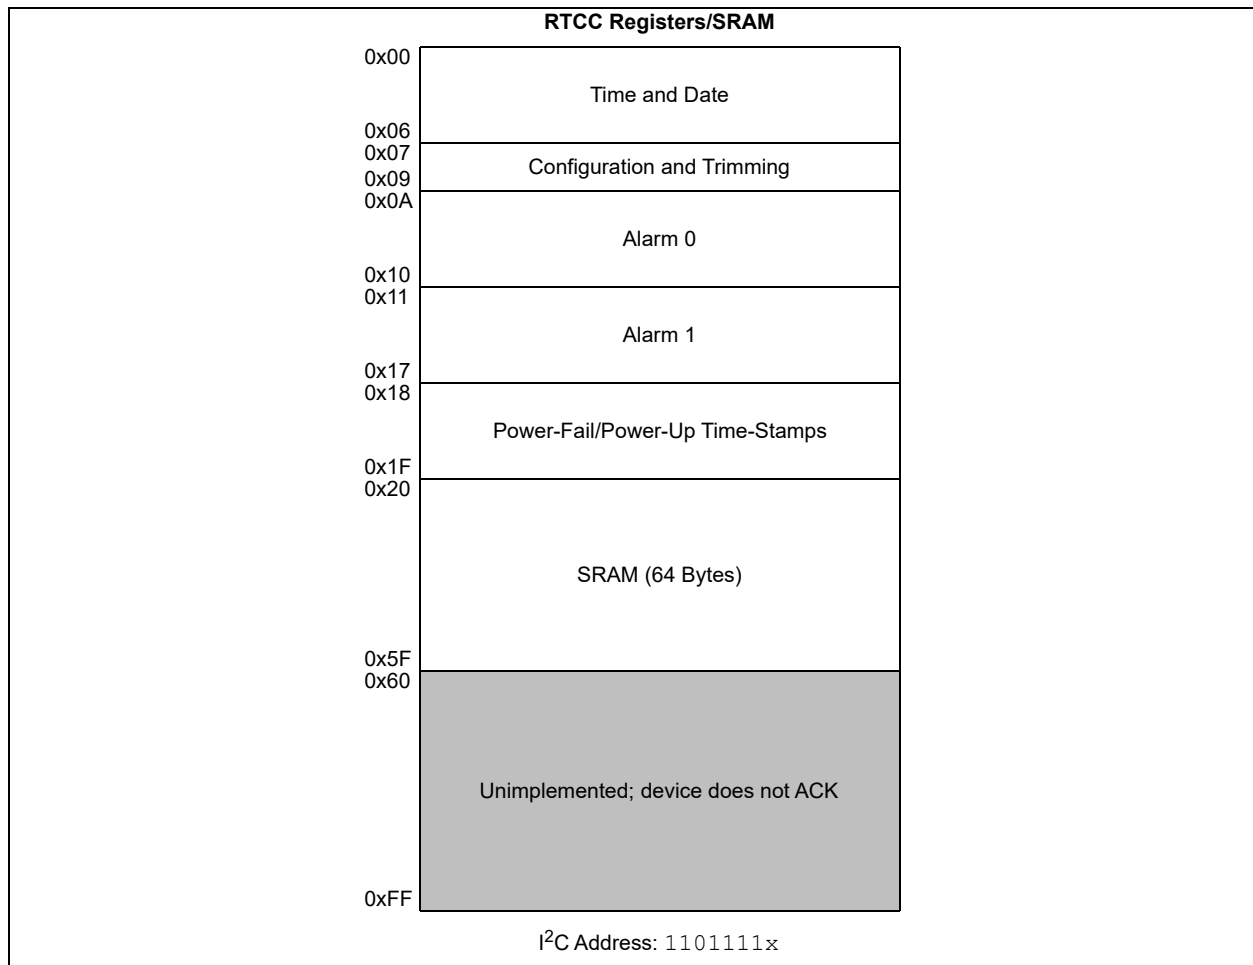 RTCC Registers/SRAM
0x00
Time and Date
0x06
0x07
Configuration and Trimming
0x09
0x0A
Alarm 0
0x10
0x11
Alarm 1
0x17
0x18
Power-Fail/Power-Up Time-Stamps
0x1F
0x20
SRAM (64 Bytes)
0x5F
0x60
Unimplemented; device does not ACK
0xFF
I²C Address: 1101111x